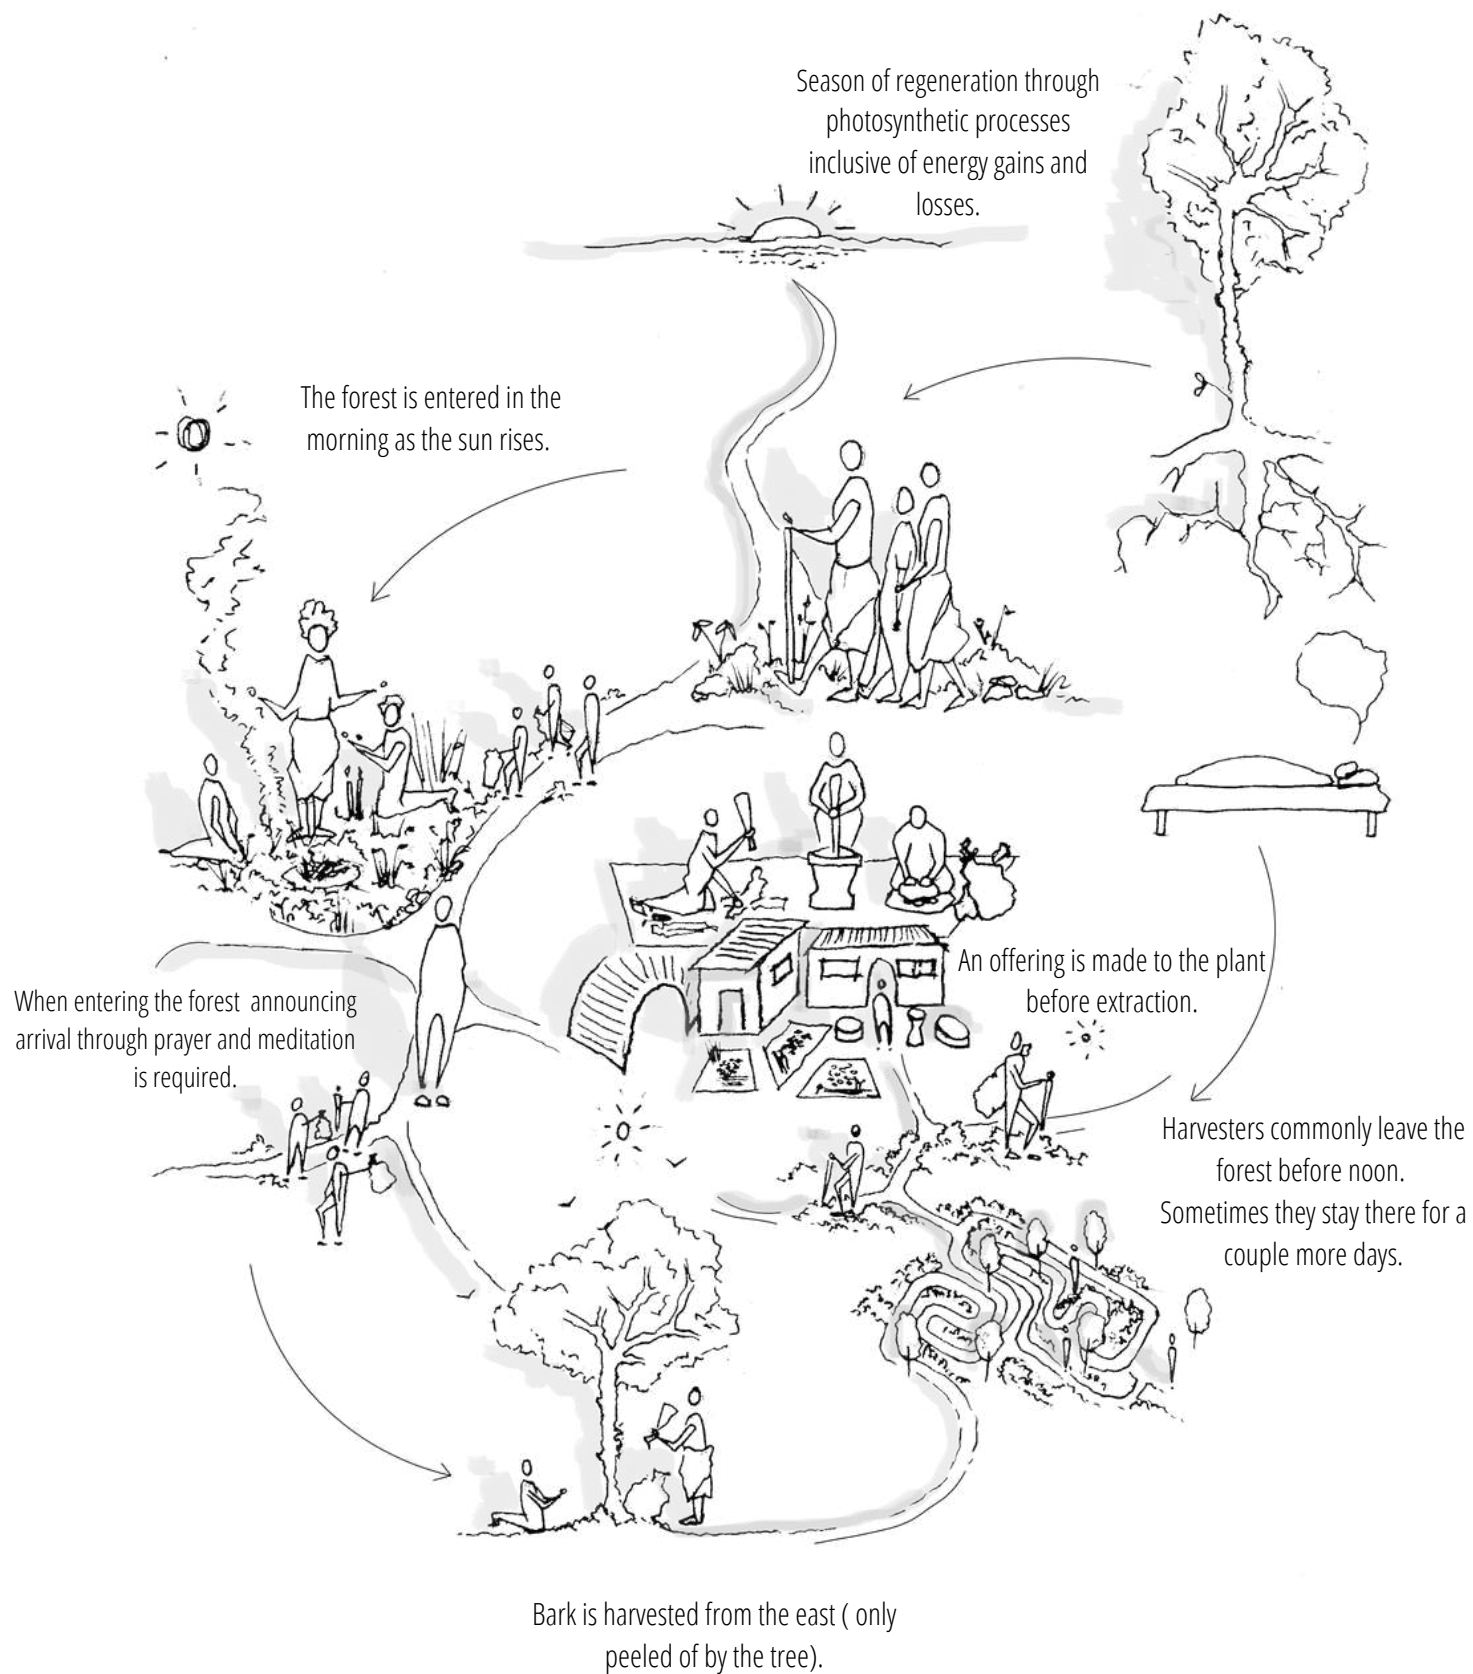 Season of regeneration through
photosynthetic processes
inclusive of energy gains and
losses.
The forest is entered in the
morning as the sun rises.
An offering is made to the plant
before extraction.
When entering the forest announcing
arrival through prayer and meditation
is required.
Harvesters commonly leave the
forest before noon.
Sometimes they stay there for a
couple more days.
Bark is harvested from the east ( only
peeled of by the tree).